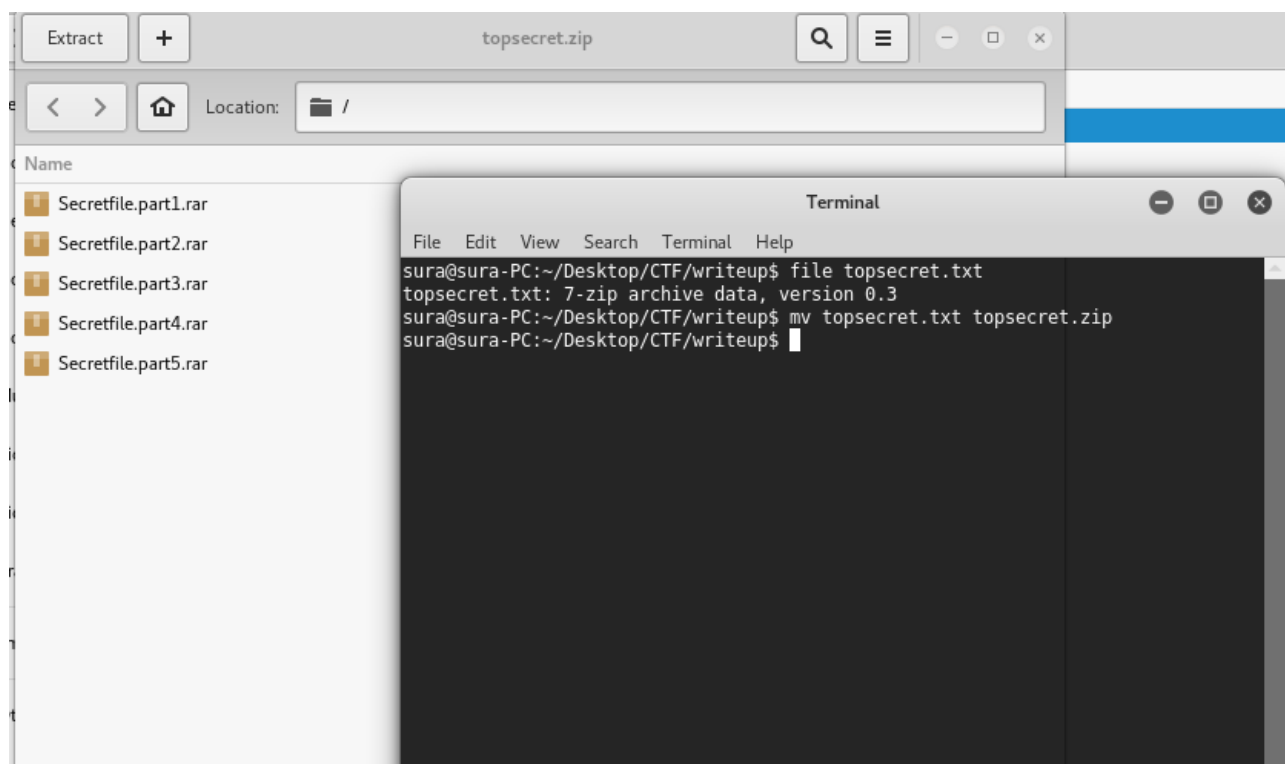 Extract + topsecret.zip
Location: /
Name
Secretfile.part1.rar
Secretfile.part2.rar
Secretfile.part3.rar
Secretfile.part4.rar
Secretfile.part5.rar
Terminal
File Edit View Search Terminal Help
sura@sura-PC:~/Desktop/CTF/writeup$ file topsecret.txt
topsecret.txt: 7-zip archive data, version 0.3
sura@sura-PC:~/Desktop/CTF/writeup$ mv topsecret.txt topsecret.zip
sura@sura-PC:~/Desktop/CTF/writeup$